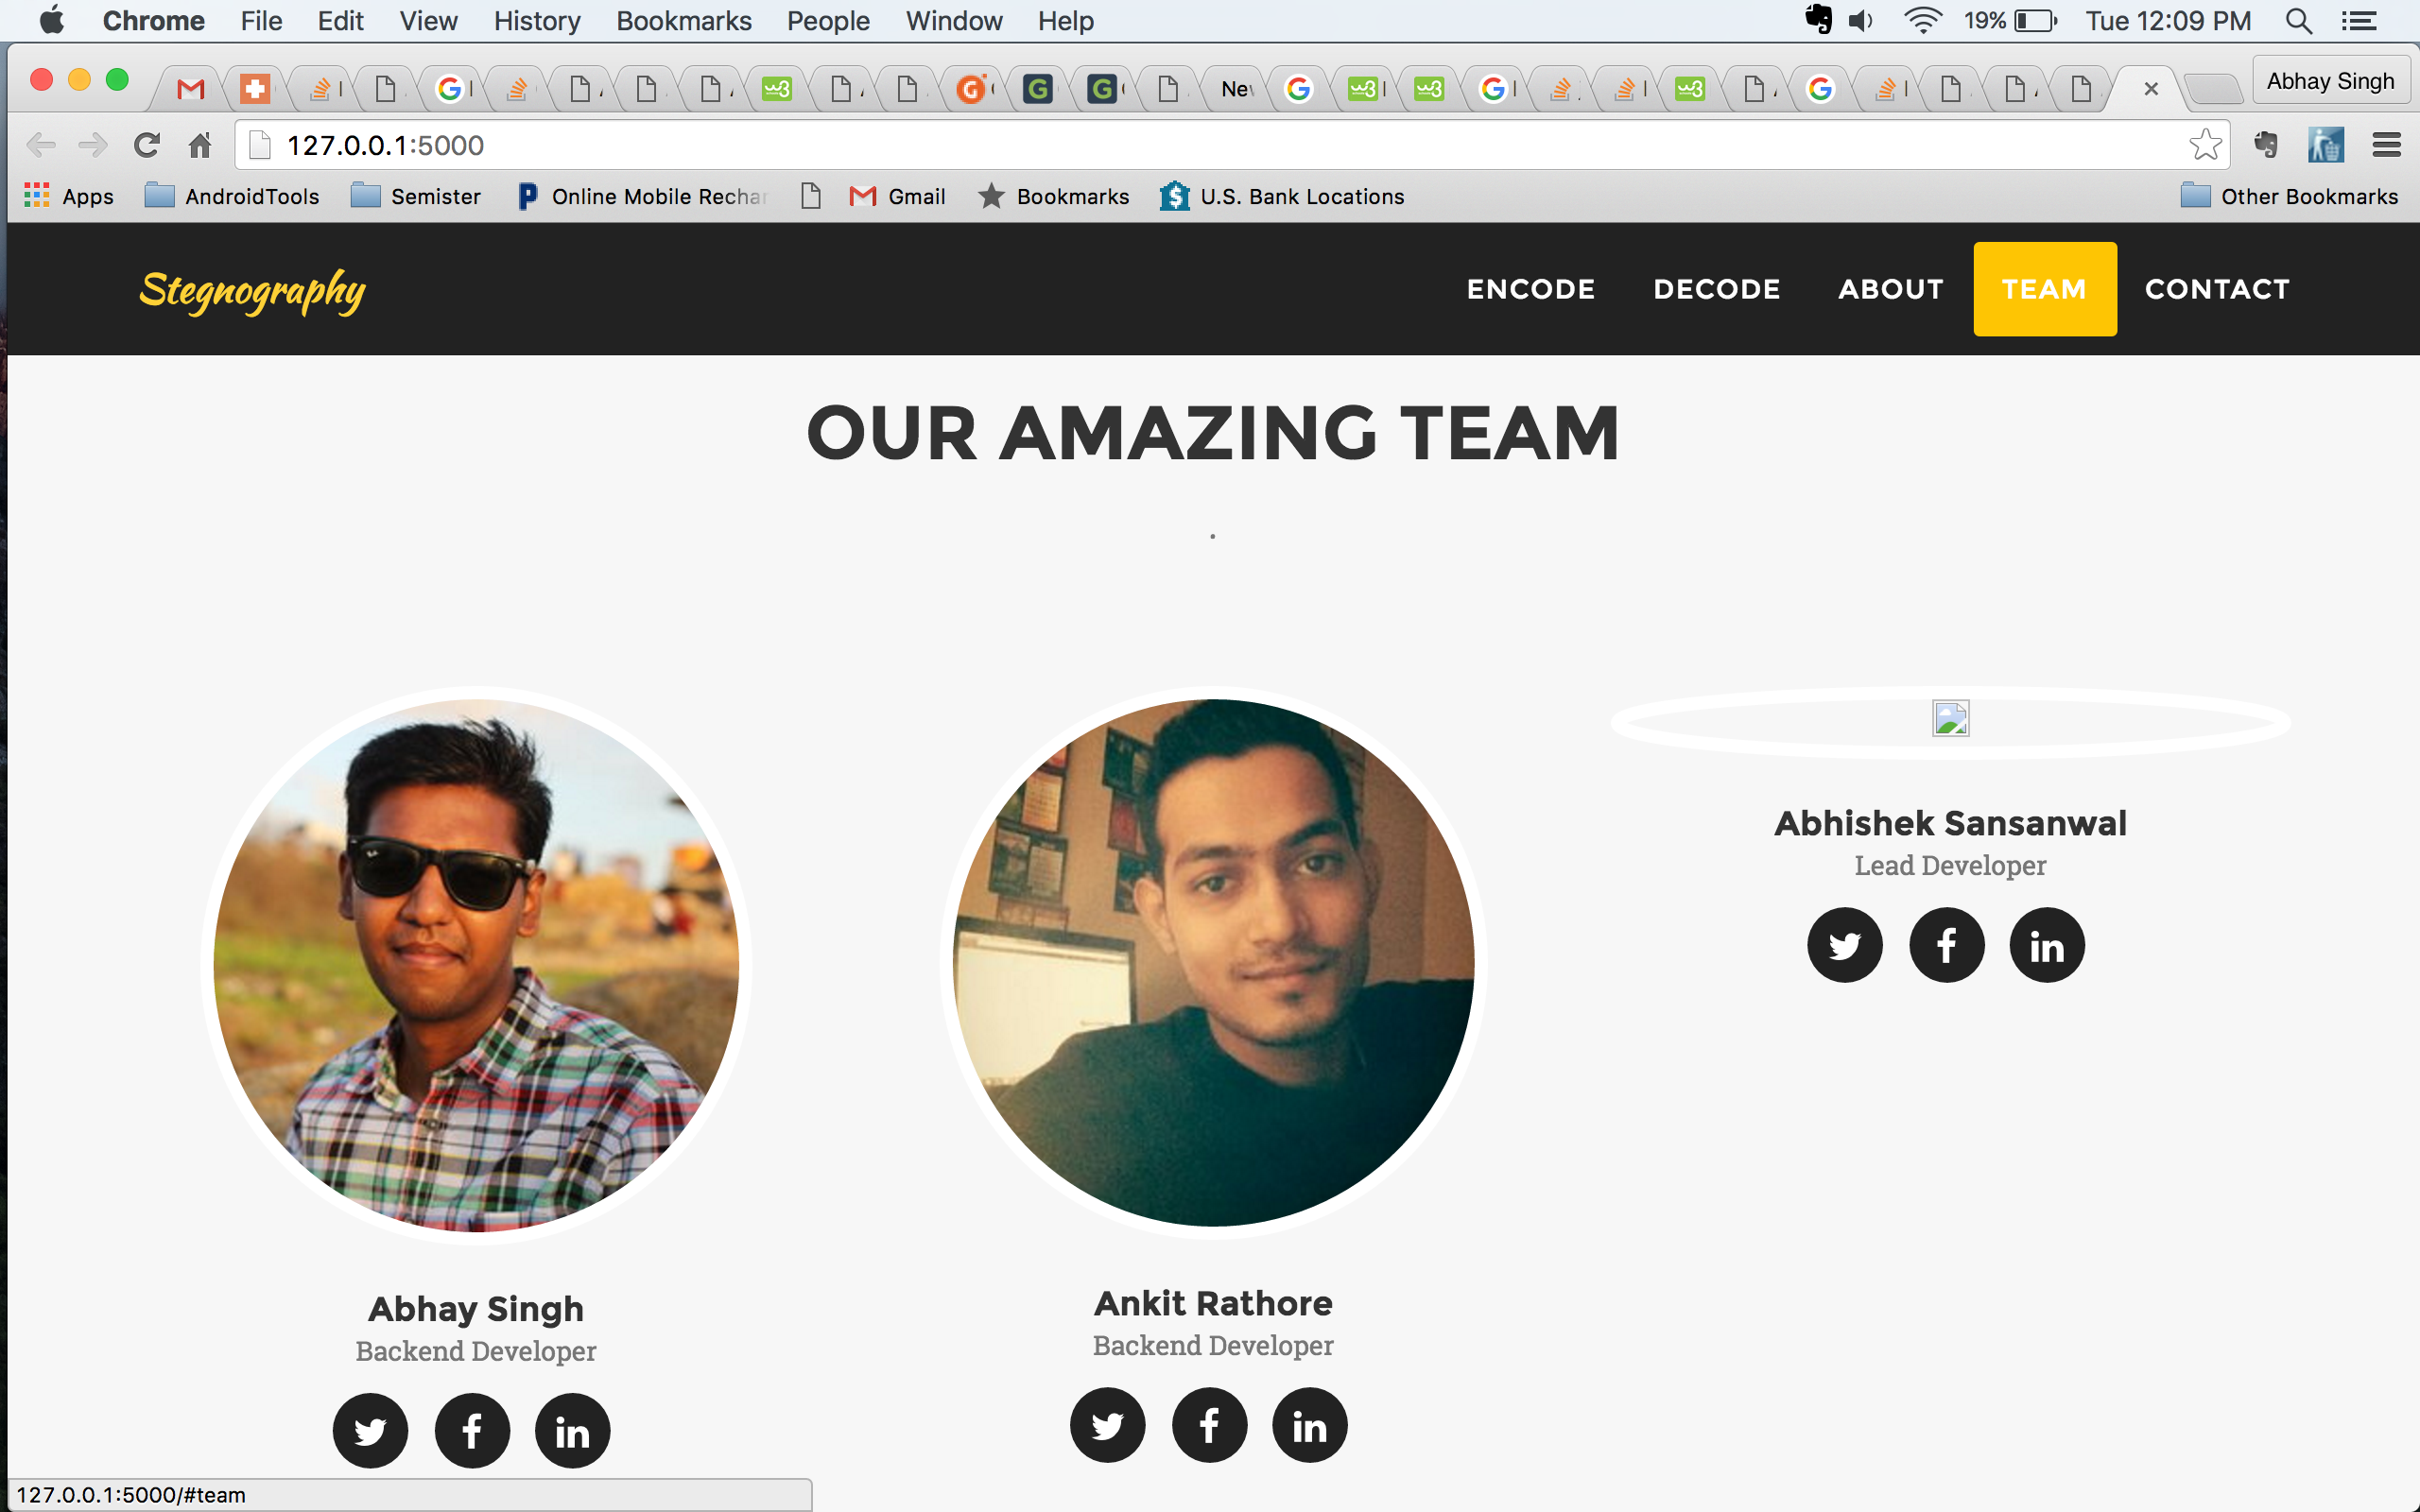 Chrome File Edit View History Bookmarks People Window Help 19% Tue 12:09 PM
Abhay Singh
127.0.0.1:5000
Apps AndroidTools Semister Online Mobile Gmail Bookmarks U.S. Bank Locations Other Bookmarks
Stegnography ENCODE DECODE ABOUT TEAM CONTACT
OUR AMAZING TEAM
.
Abhishek Sansanwal
Lead Developer
Abhay Singh
Backend Developer
Ankit Rathore
Backend Developer
127.0.0.1:5000/#team